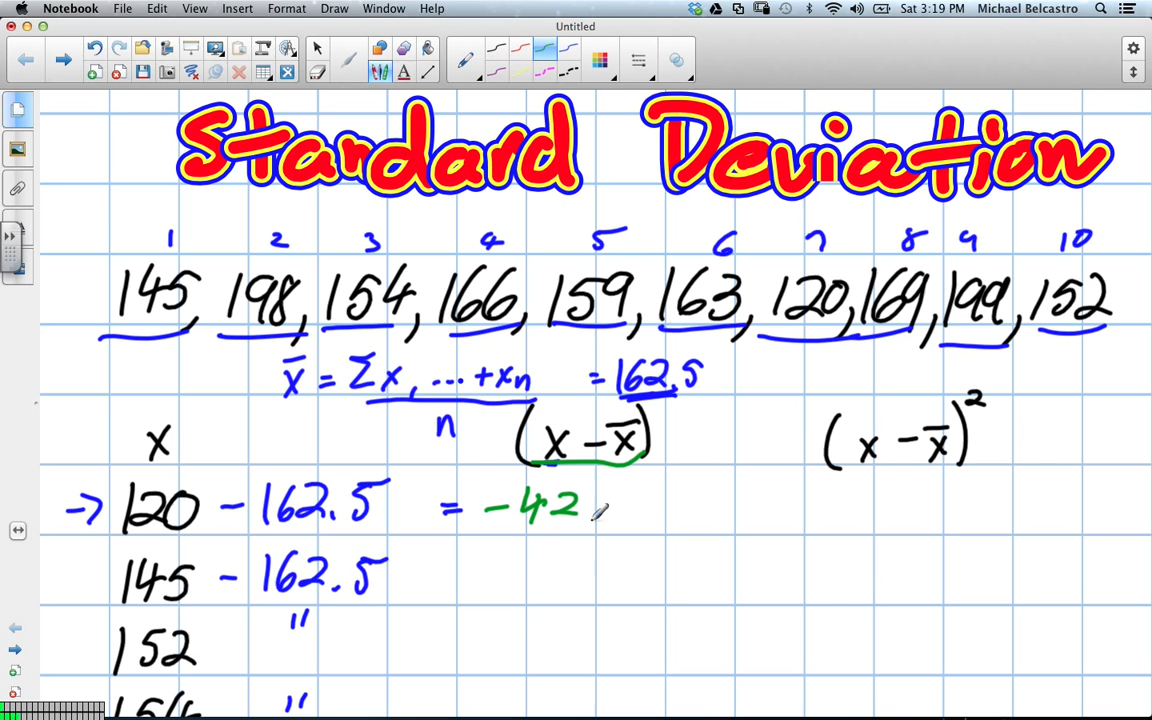 Notebook File Edit View Insert Format Draw Window Help Sat 3:19 PM Michael Belcastro
Untitled
Standard Deviation
1 2 3 4 5 6 7 8 9 10
145, 198, 154, 166, 159, 163, 120, 169, 199, 152
x̄ = Σx, ... +xn = 162.5
n
x (x - x̄) (x - x̄)²
→ 120 - 162.5 = -42
145 - 162.5
"
152
"